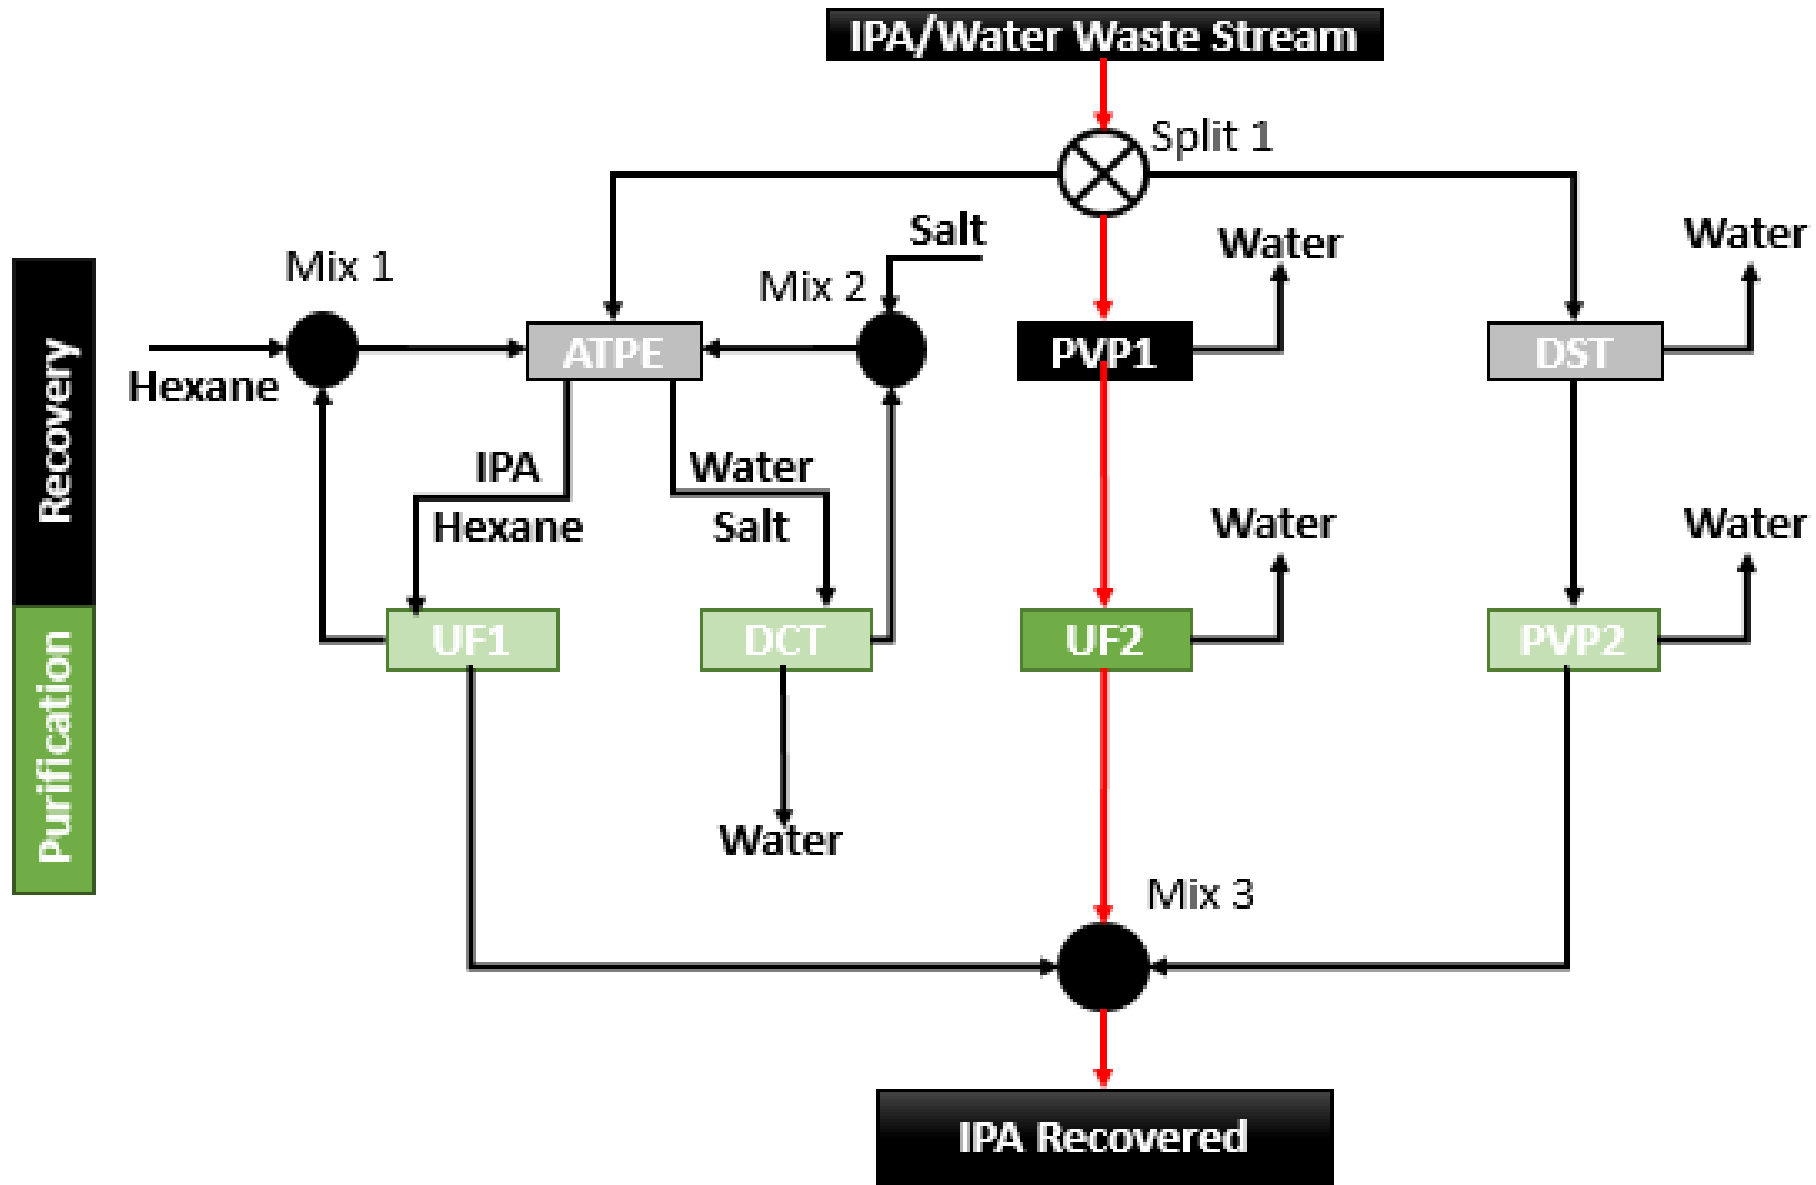 IPA/Water Waste Stream
Split 1
Salt
Water
Water
Mix 1
Mix 2
Hexane
ATPE
PVP1
DST
Recovery
IPA
Hexane
Water
Salt
Water
Water
Purification
UF1
DCT
UF2
PVP2
Water
Mix 3
IPA Recovered